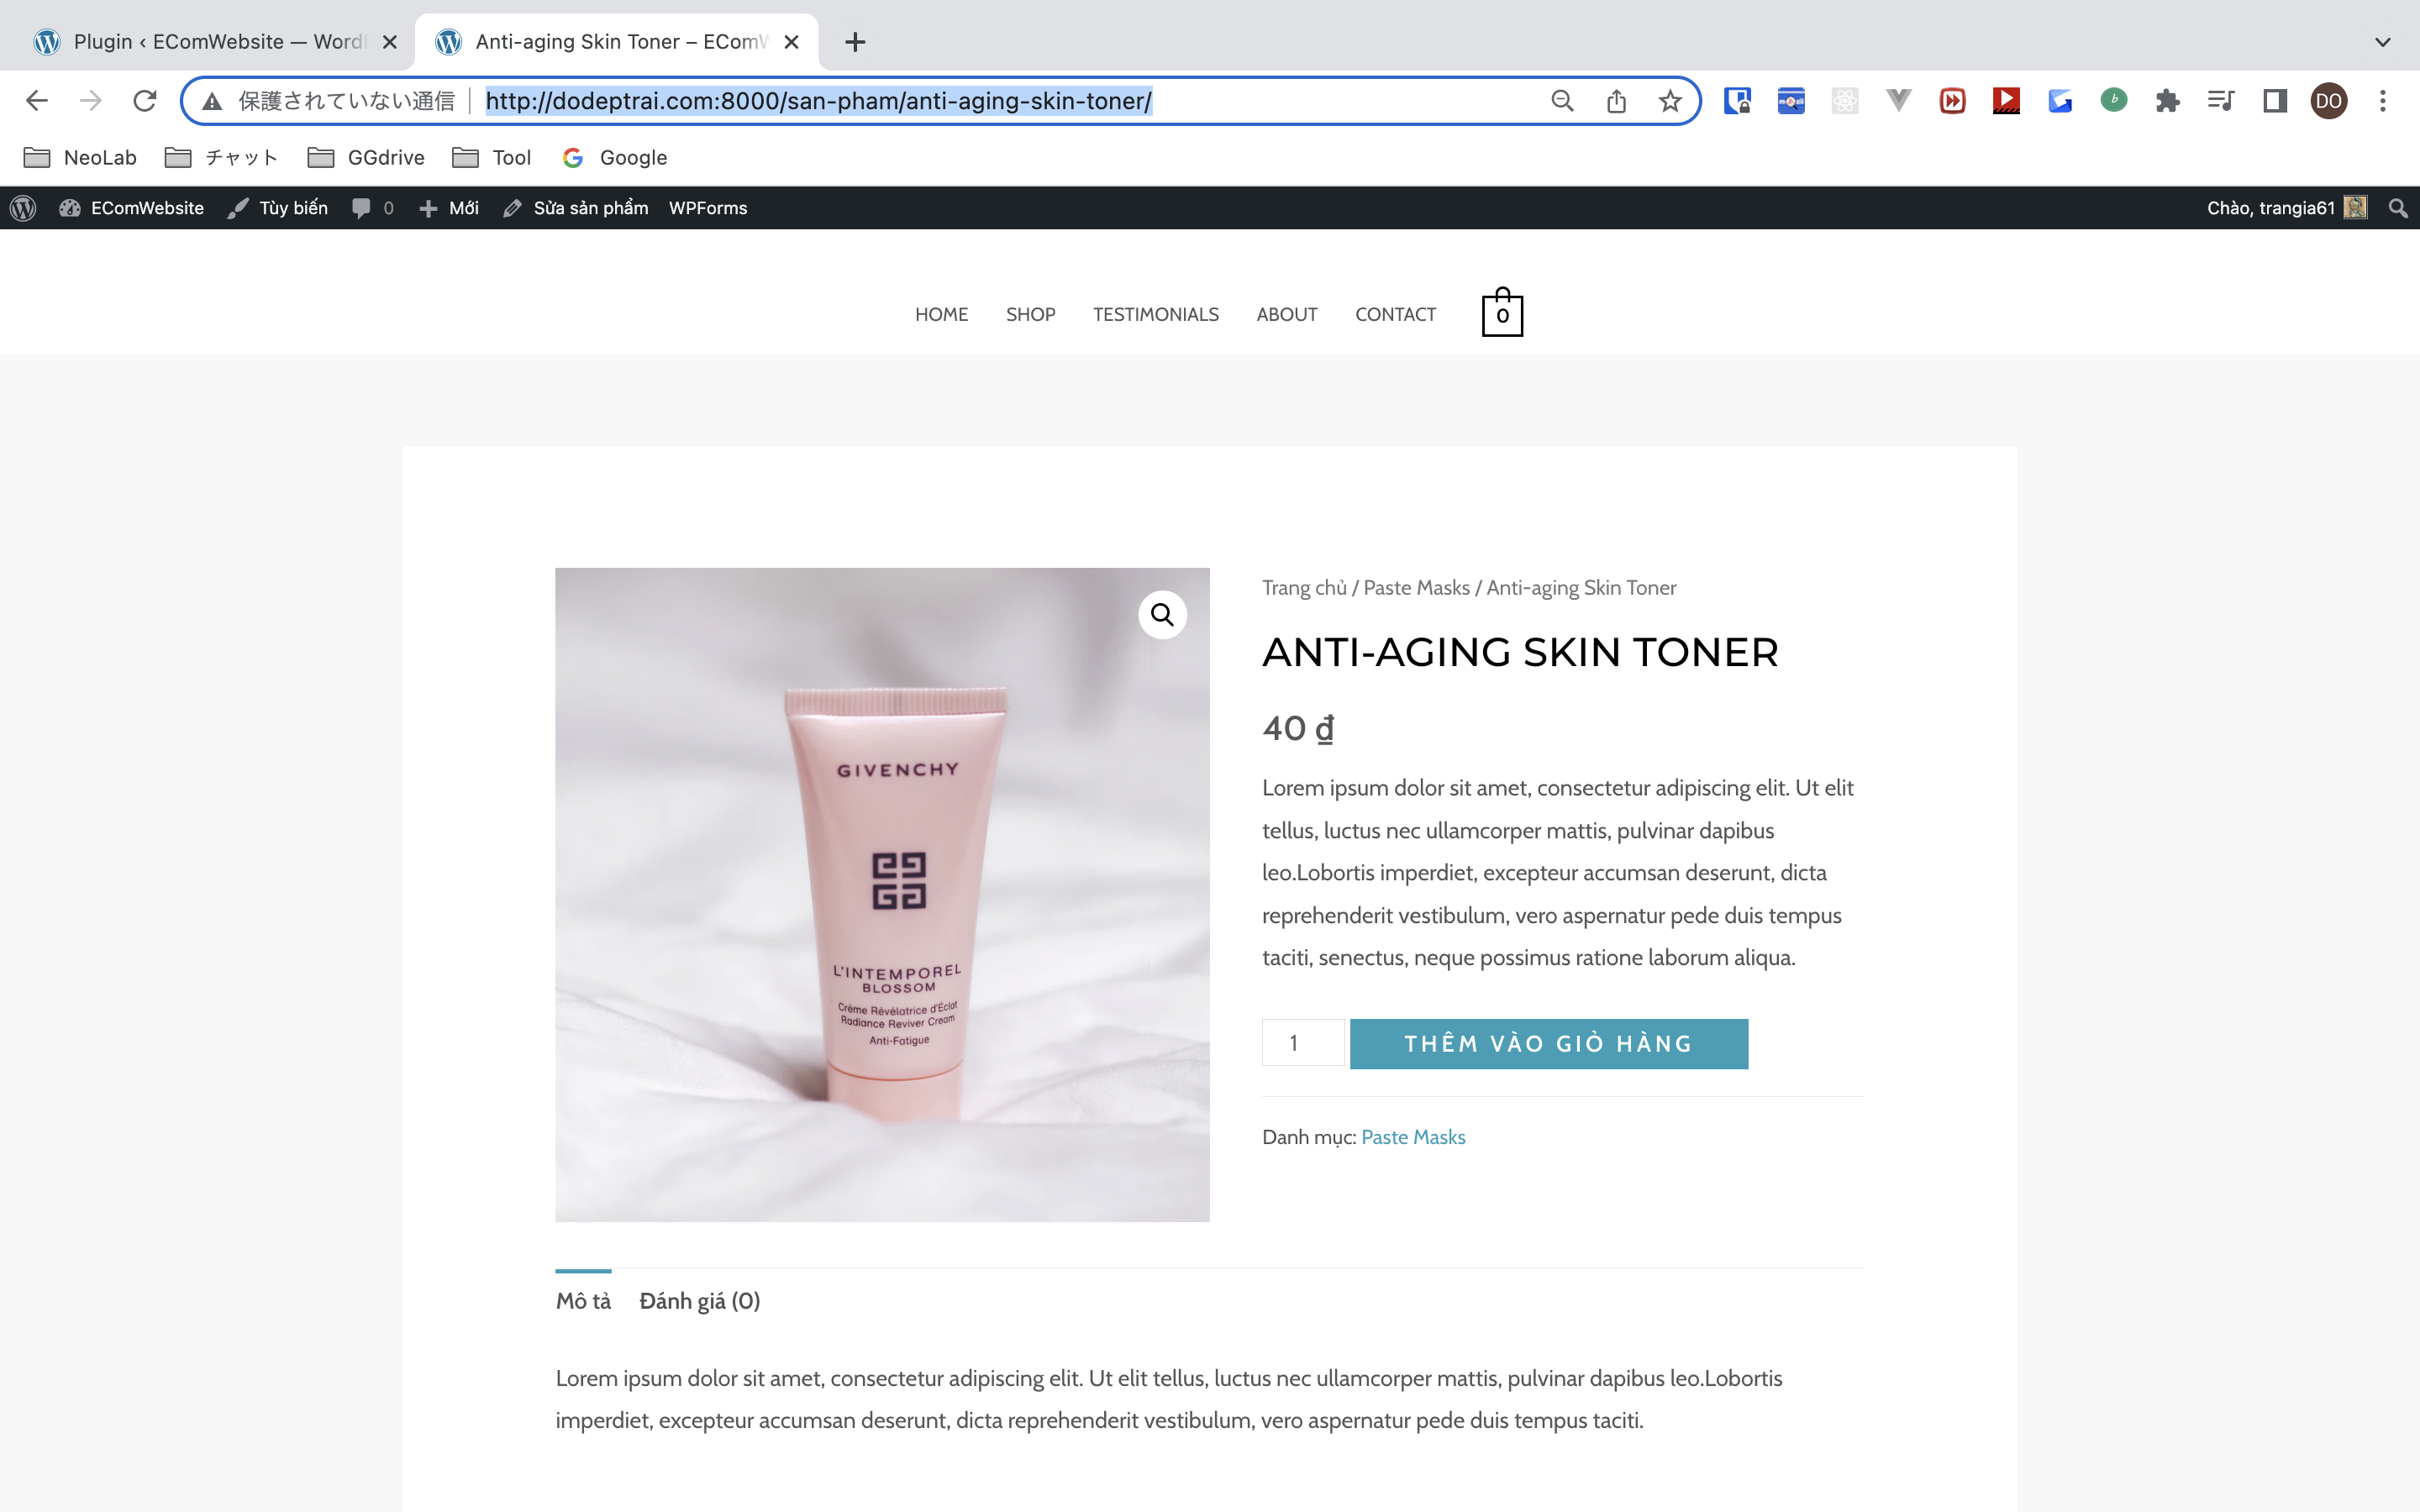 Plugin ‹ EComWebsite — Word
Anti-aging Skin Toner – ECom
保護されていない通信
http://dodeptrai.com:8000/san-pham/anti-aging-skin-toner/
DO
NeoLab
チャット
GGdrive
Tool
Google
EComWebsite
Tùy biến
0
Mới
Sửa sản phẩm
WPForms
Chào, trangia61
HOME
SHOP
TESTIMONIALS
ABOUT
CONTACT
0
Trang chủ / Paste Masks / Anti-aging Skin Toner
ANTI-AGING SKIN TONER
40 ₫
Lorem ipsum dolor sit amet, consectetur adipiscing elit. Ut elit
tellus, luctus nec ullamcorper mattis, pulvinar dapibus
leo.Lobortis imperdiet, excepteur accumsan deserunt, dicta
reprehenderit vestibulum, vero aspernatur pede duis tempus
taciti, senectus, neque possimus ratione laborum aliqua.
1
THÊM VÀO GIỎ HÀNG
Danh mục: Paste Masks
GIVENCHY
L'INTEMPOREL
BLOSSOM
Crème Révélatrice d'Éclat
Radiance Reviver Cream
Anti-Fatigue
Mô tả
Đánh giá (0)
Lorem ipsum dolor sit amet, consectetur adipiscing elit. Ut elit tellus, luctus nec ullamcorper mattis, pulvinar dapibus leo.Lobortis
imperdiet, excepteur accumsan deserunt, dicta reprehenderit vestibulum, vero aspernatur pede duis tempus taciti.